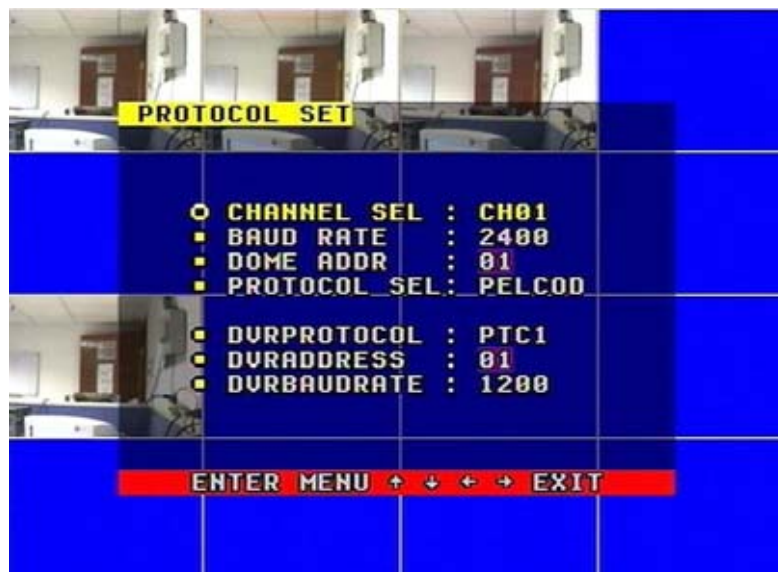 PROTOCOL SET
CHANNEL SEL : CH01
BAUD RATE : 2400
DOME ADDR : 01
PROTOCOL SEL: PELCOD
DVRPROTOCOL : PTC1
DVRADDRESS : 01
DVRBAUDRATE : 1200
ENTER MENU ↑ ↓ ← → EXIT